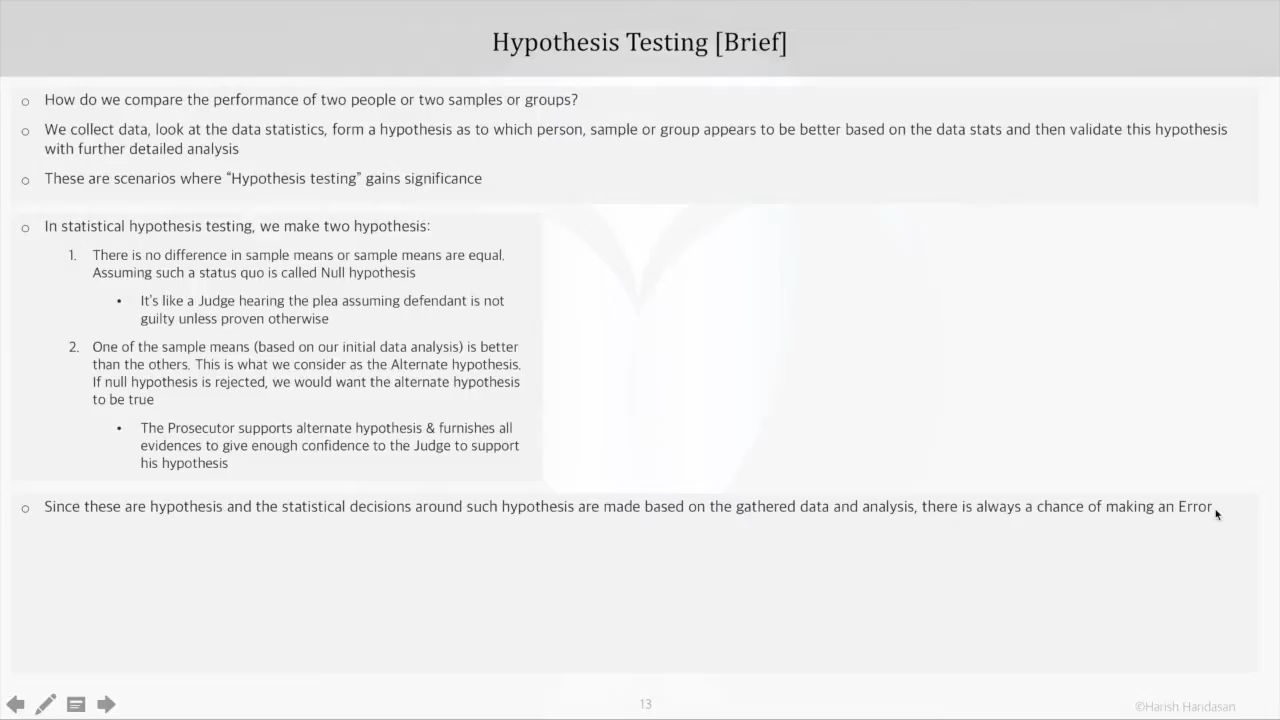 Hypothesis Testing [Brief]
o How do we compare the performance of two people or two samples or groups?
o We collect data, look at the data statistics, form a hypothesis as to which person, sample or group appears to be better based on the data stats and then validate this hypothesis
with further detailed analysis
o These are scenarios where “Hypothesis testing” gains significance
o In statistical hypothesis testing, we make two hypothesis:
1. There is no difference in sample means or sample means are equal.
Assuming such a status quo is called Null hypothesis
• It’s like a Judge hearing the plea assuming defendant is not
guilty unless proven otherwise
2. One of the sample means (based on our initial data analysis) is better
than the others. This is what we consider as the Alternate hypothesis.
If null hypothesis is rejected, we would want the alternate hypothesis
to be true
• The Prosecutor supports alternate hypothesis & furnishes all
evidences to give enough confidence to the Judge to support
his hypothesis
o Since these are hypothesis and the statistical decisions around such hypothesis are made based on the gathered data and analysis, there is always a chance of making an Error
13
©Harish Haridasan